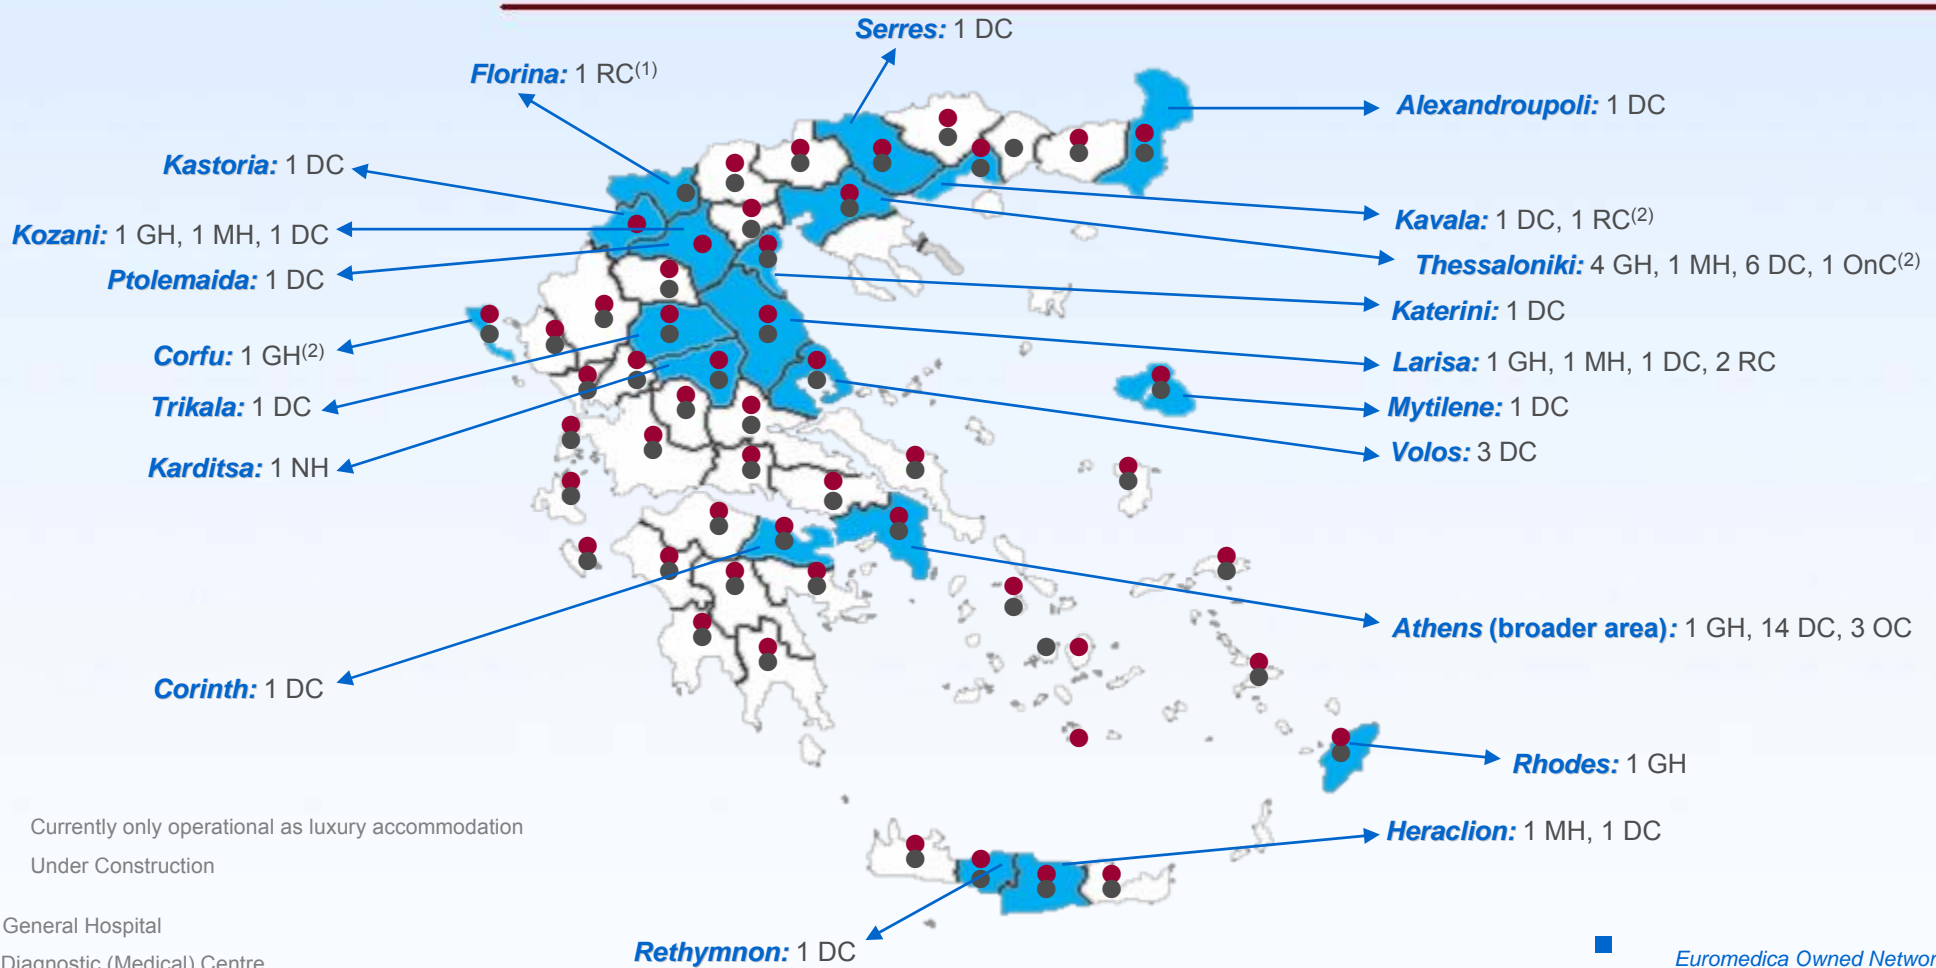 Serres: 1 DC
Florina: 1 RC(1)
Alexandroupoli: 1 DC
Kastoria: 1 DC
Kavala: 1 DC, 1 RC(2)
Kozani: 1 GH, 1 MH, 1 DC
Thessaloniki: 4 GH, 1 MH, 6 DC, 1 OnC(2)
Ptolemaida: 1 DC
Katerini: 1 DC
Corfu: 1 GH(2)
Larisa: 1 GH, 1 MH, 1 DC, 2 RC
Trikala: 1 DC
Mytilene: 1 DC
Volos: 3 DC
Karditsa: 1 NH
Athens (broader area): 1 GH, 14 DC, 3 OC
Corinth: 1 DC
Rhodes: 1 GH
Currently only operational as luxury accommodation
Heraclion: 1 MH, 1 DC
Under Construction
General Hospital
Rethymnon: 1 DC
Diagnostic (Medical) Centre
Euromedica Owned Networ